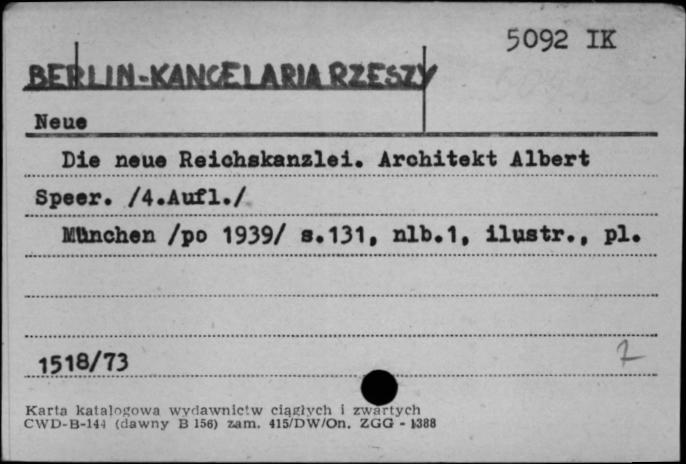 5092 IK
BERLIN-KANCELARIA RZESZY
Neue
Die neue Reichskanzlei. Architekt Albert
Speer. /4.Aufl./
München /po 1939/ s.131, nlb.1, ilustr., pl.
1518/73
7
Karta katalogowa wydawnictw ciągłych i zwartych
CWD-B-144 (dawny B 156) zam. 415/DW/On. ZGG - 1388